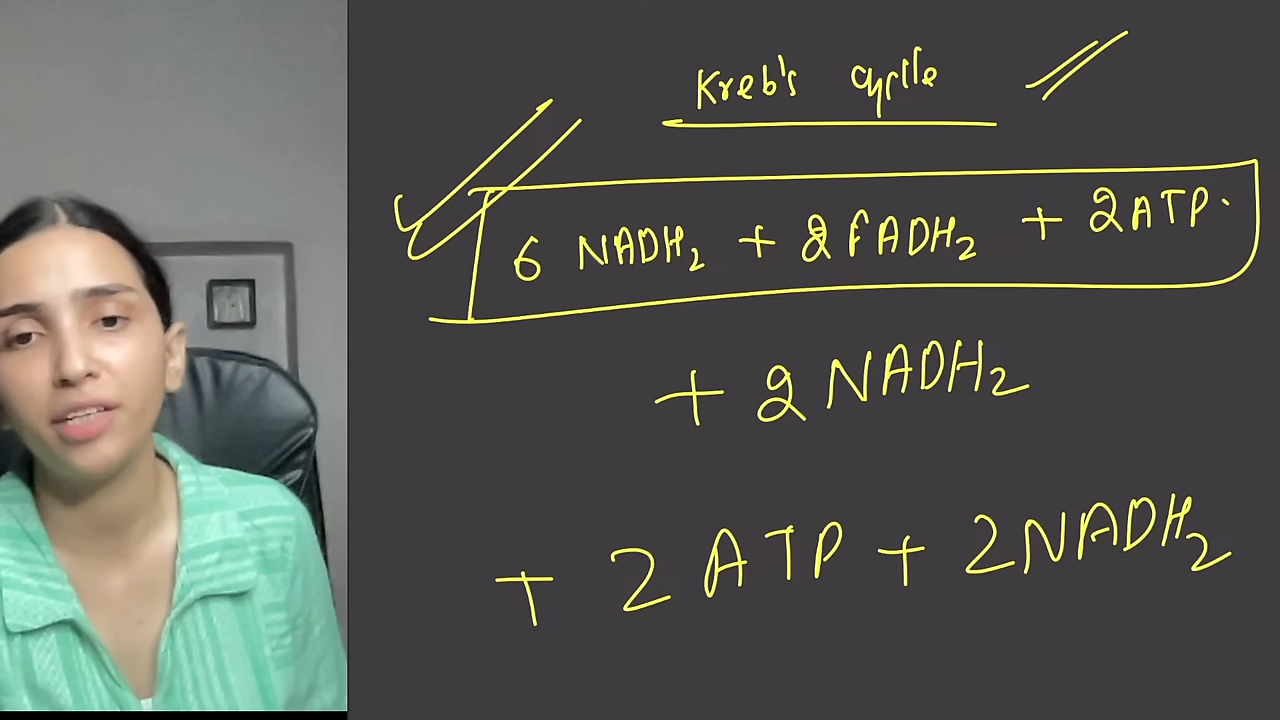 Kreb's cycle
6 NADH₂ + 2 FADH₂ + 2ATP.
+ 2 NADH₂
+ 2 ATP + 2NADH₂